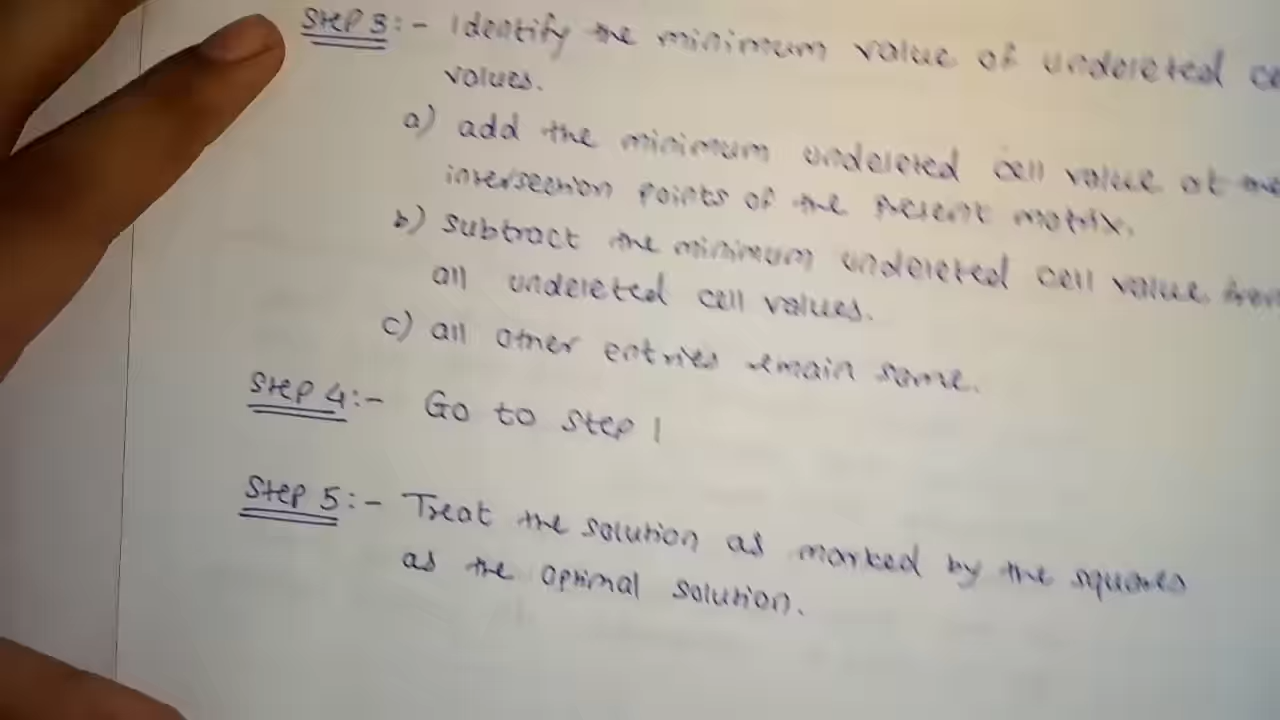 Step 3:- Identify the minimum value of undeleted
values.
a) add the minimum undeleted cell value at the
intersection points of the present matrix.
b) subtract the minimum undeleted cell value from
all undeleted cell values.
c) all other entries remain same.
Step 4:- Go to Step 1
Step 5:- Treat the solution as marked by the squares
as the optimal solution.